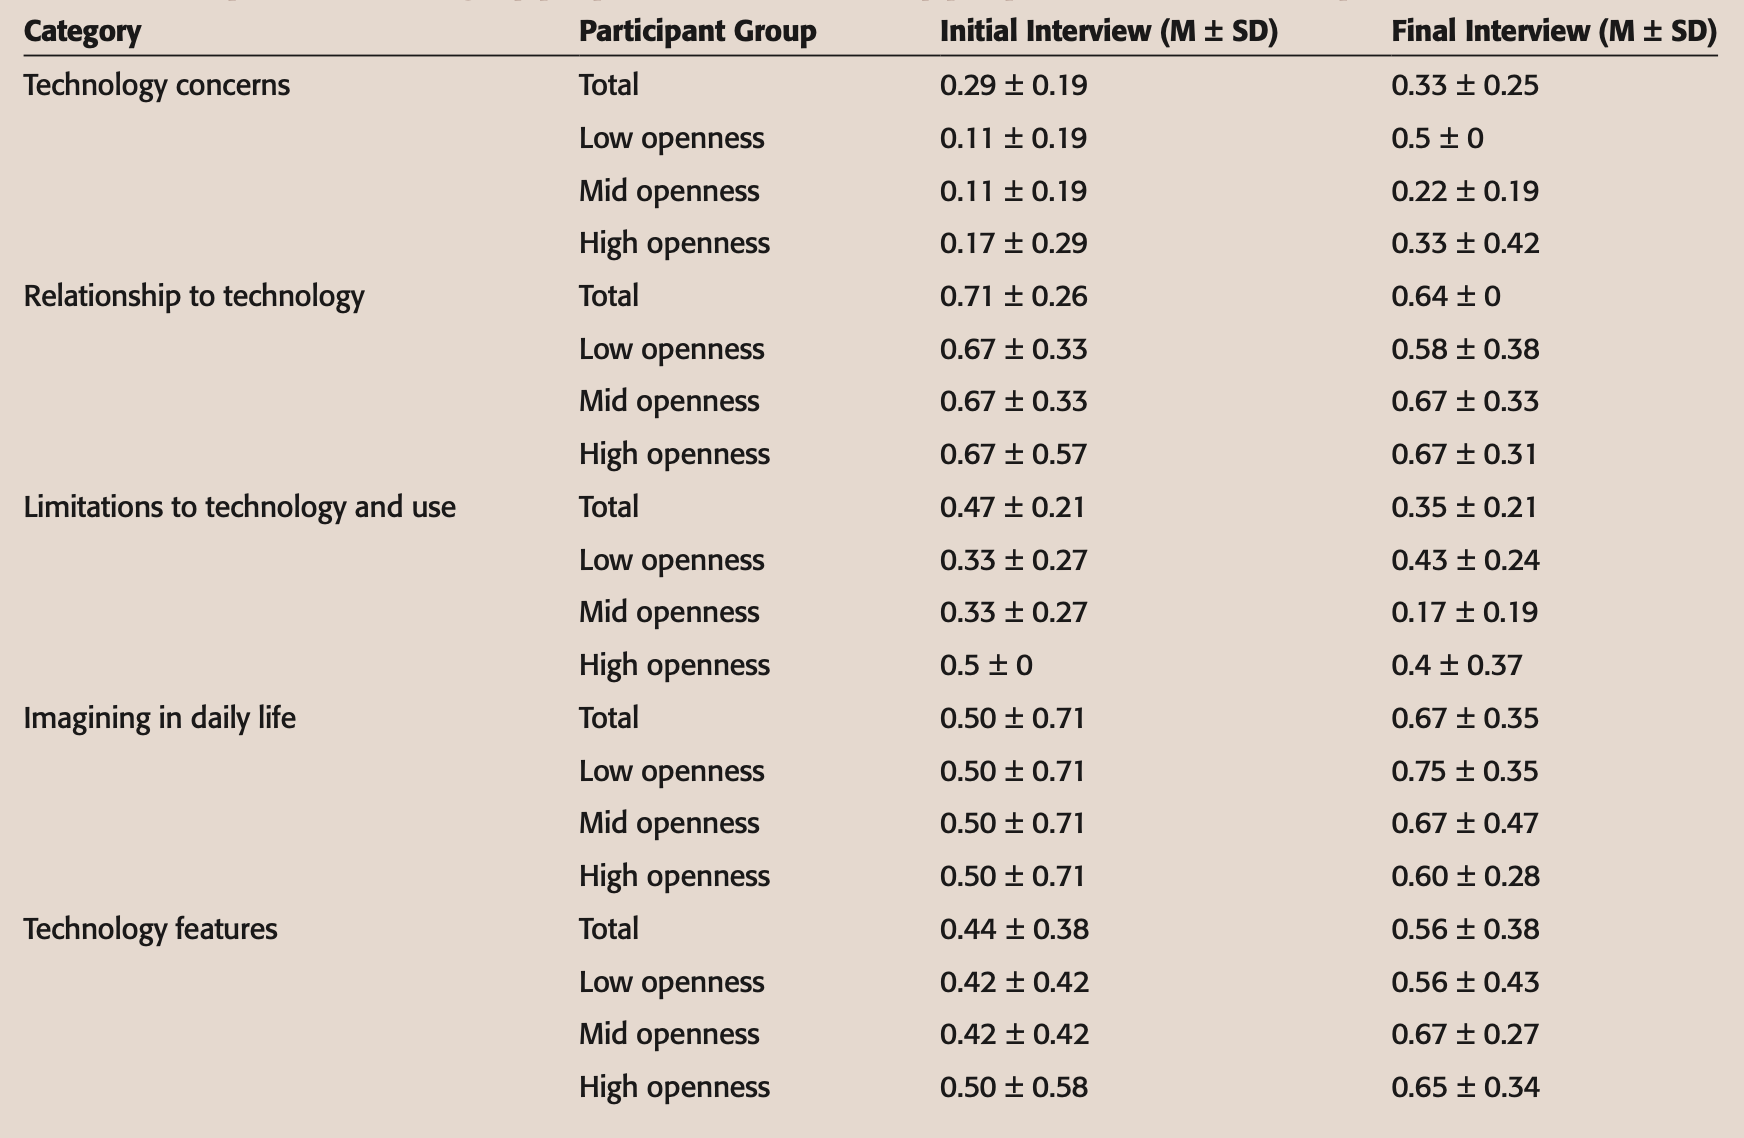 Category Participant Group Initial Interview (M ± SD) Final Interview (M ± SD)
Technology concerns Total 0.29 ± 0.19 0.33 ± 0.25
Low openness 0.11 ± 0.19 0.5 ± 0
Mid openness 0.11 ± 0.19 0.22 ± 0.19
High openness 0.17 ± 0.29 0.33 ± 0.42
Relationship to technology Total 0.71 ± 0.26 0.64 ± 0
Low openness 0.67 ± 0.33 0.58 ± 0.38
Mid openness 0.67 ± 0.33 0.67 ± 0.33
High openness 0.67 ± 0.57 0.67 ± 0.31
Limitations to technology and use Total 0.47 ± 0.21 0.35 ± 0.21
Low openness 0.33 ± 0.27 0.43 ± 0.24
Mid openness 0.33 ± 0.27 0.17 ± 0.19
High openness 0.5 ± 0 0.4 ± 0.37
Imagining in daily life Total 0.50 ± 0.71 0.67 ± 0.35
Low openness 0.50 ± 0.71 0.75 ± 0.35
Mid openness 0.50 ± 0.71 0.67 ± 0.47
High openness 0.50 ± 0.71 0.60 ± 0.28
Technology features Total 0.44 ± 0.38 0.56 ± 0.38
Low openness 0.42 ± 0.42 0.56 ± 0.43
Mid openness 0.42 ± 0.42 0.67 ± 0.27
High openness 0.50 ± 0.58 0.65 ± 0.34